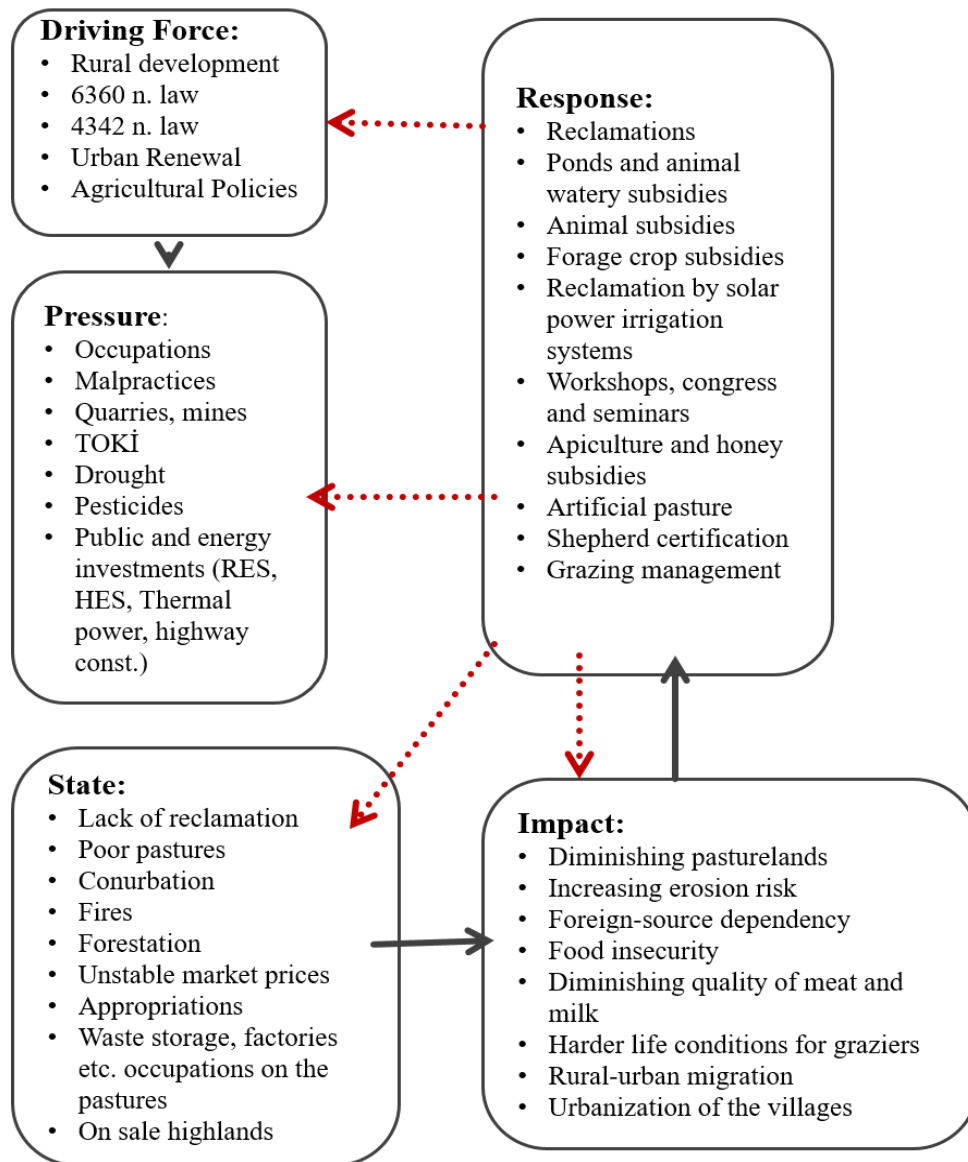 Driving Force:
• Rural development
• 6360 n. law
• 4342 n. law
• Urban Renewal
• Agricultural Policies
Pressure:
• Occupations
• Malpractices
• Quarries, mines
• TOKİ
• Drought
• Pesticides
• Public and energy
investments (RES,
HES, Thermal
power, highway
const.)
Response:
• Reclamations
• Ponds and animal
watery subsidies
• Animal subsidies
• Forage crop subsidies
• Reclamation by solar
power irrigation
systems
• Workshops, congress
and seminars
• Apiculture and honey
subsidies
• Artificial pasture
• Shepherd certification
• Grazing management
State:
• Lack of reclamation
• Poor pastures
• Conurbation
• Fires
• Forestation
• Unstable market prices
• Appropriations
• Waste storage, factories
etc. occupations on the
pastures
• On sale highlands
Impact:
• Diminishing pasturelands
• Increasing erosion risk
• Foreign-source dependency
• Food insecurity
• Diminishing quality of meat and
milk
• Harder life conditions for graziers
• Rural-urban migration
• Urbanization of the villages